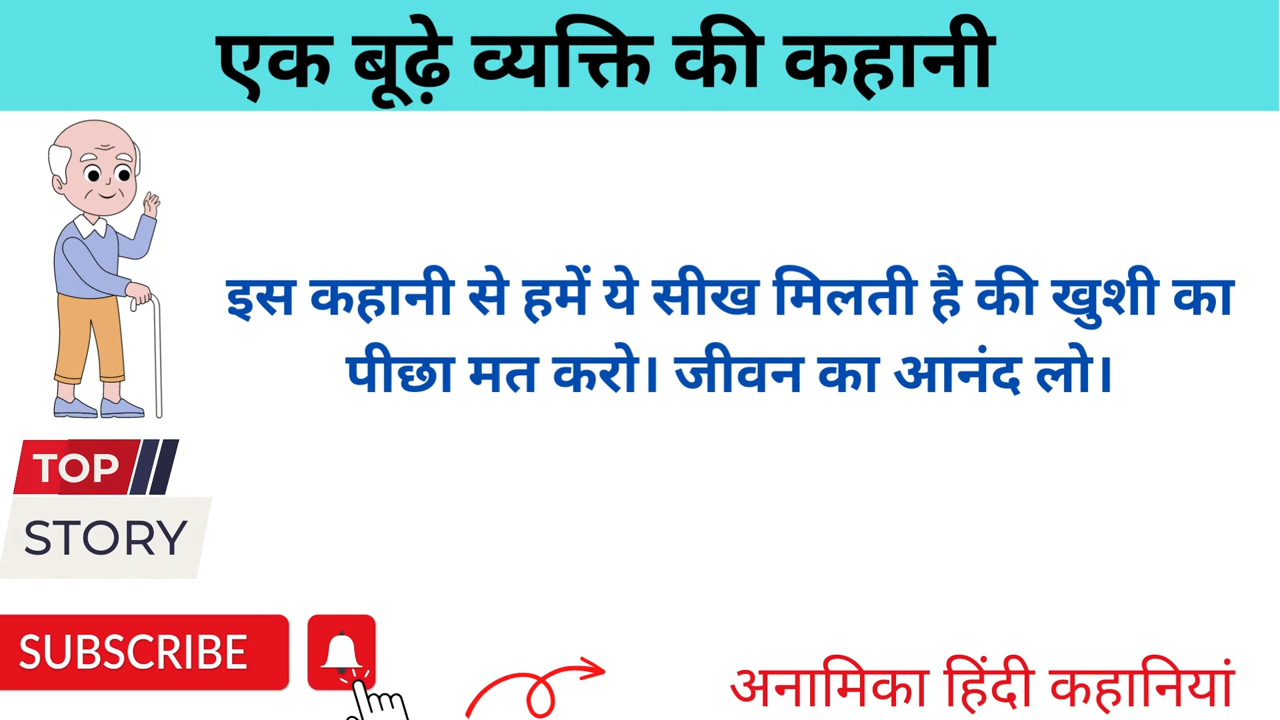 एक बूढ़े व्यक्ति की कहानी
इस कहानी से हमें ये सीख मिलती है की खुशी का
पीछा मत करो। जीवन का आनंद लो।
TOP
STORY
SUBSCRIBE
अनामिका हिंदी कहानियां